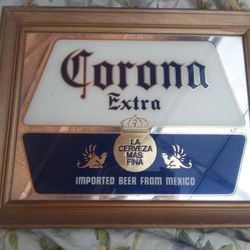 Corona
Extra
LA
CERVEZA
MAS
FINA
IMPORTED BEER FROM MEXICO